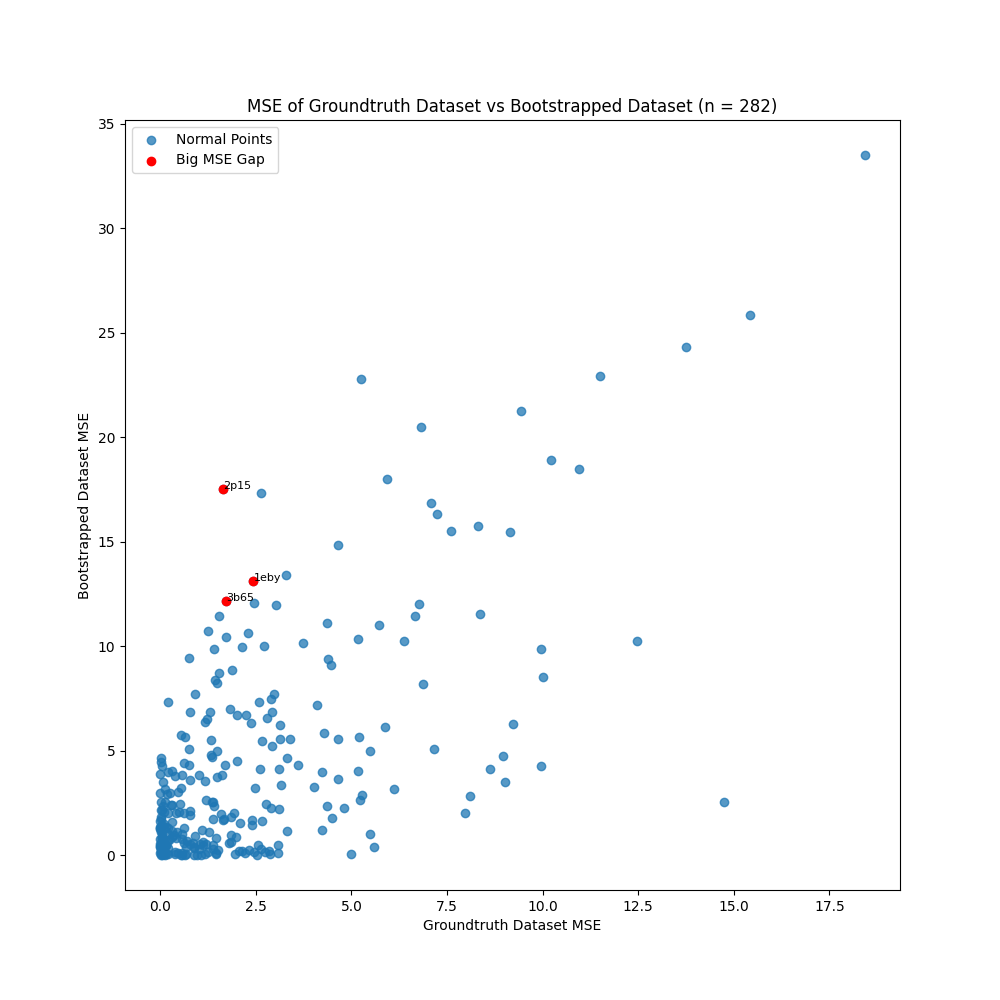 MSE of Groundtruth Dataset vs Bootstrapped Dataset (n = 282)
Normal Points
Big MSE Gap
35
30
25
20
15
10
5
0
Bootstrapped Dataset MSE
2p15
1eby
3b65
0.0 2.5 5.0 7.5 10.0 12.5 15.0 17.5
Groundtruth Dataset MSE